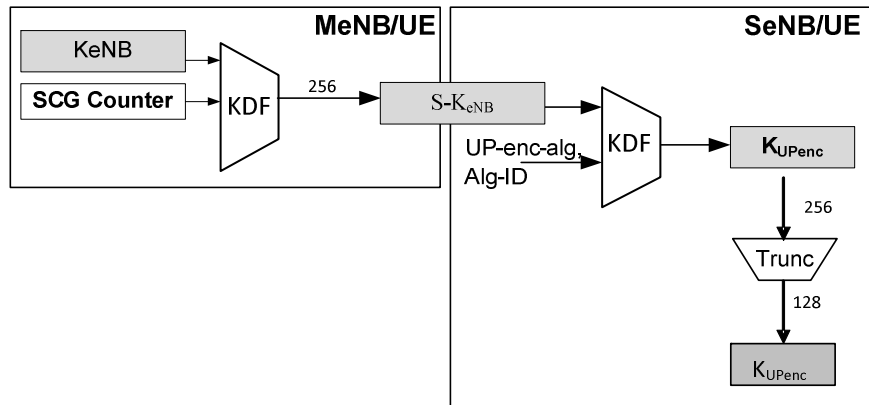 MeNB/UE
KeNB
SCG Counter
KDF
256
S-KeNB
SeNB/UE
UP-enc-alg,
Alg-ID
KDF
KUPenc
256
Trunc
128
KUPenc